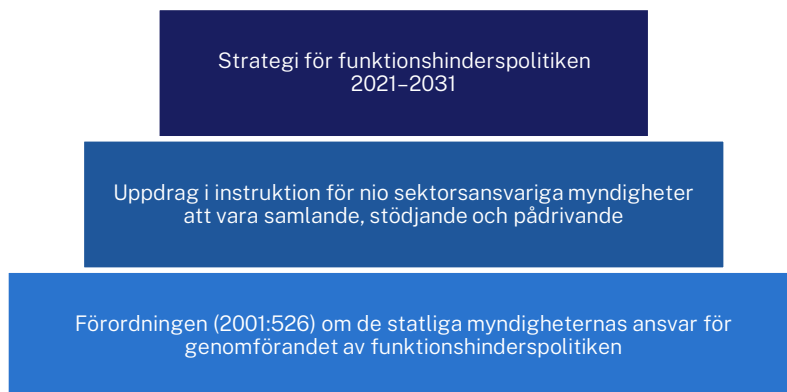 Strategi för funktionshinderspolitiken
2021–2031
Uppdrag i instruktion för nio sektorsansvariga myndigheter
att vara samlande, stödjande och pådrivande
Förordningen (2001:526) om de statliga myndigheternas ansvar för
genomförandet av funktionshinderspolitiken